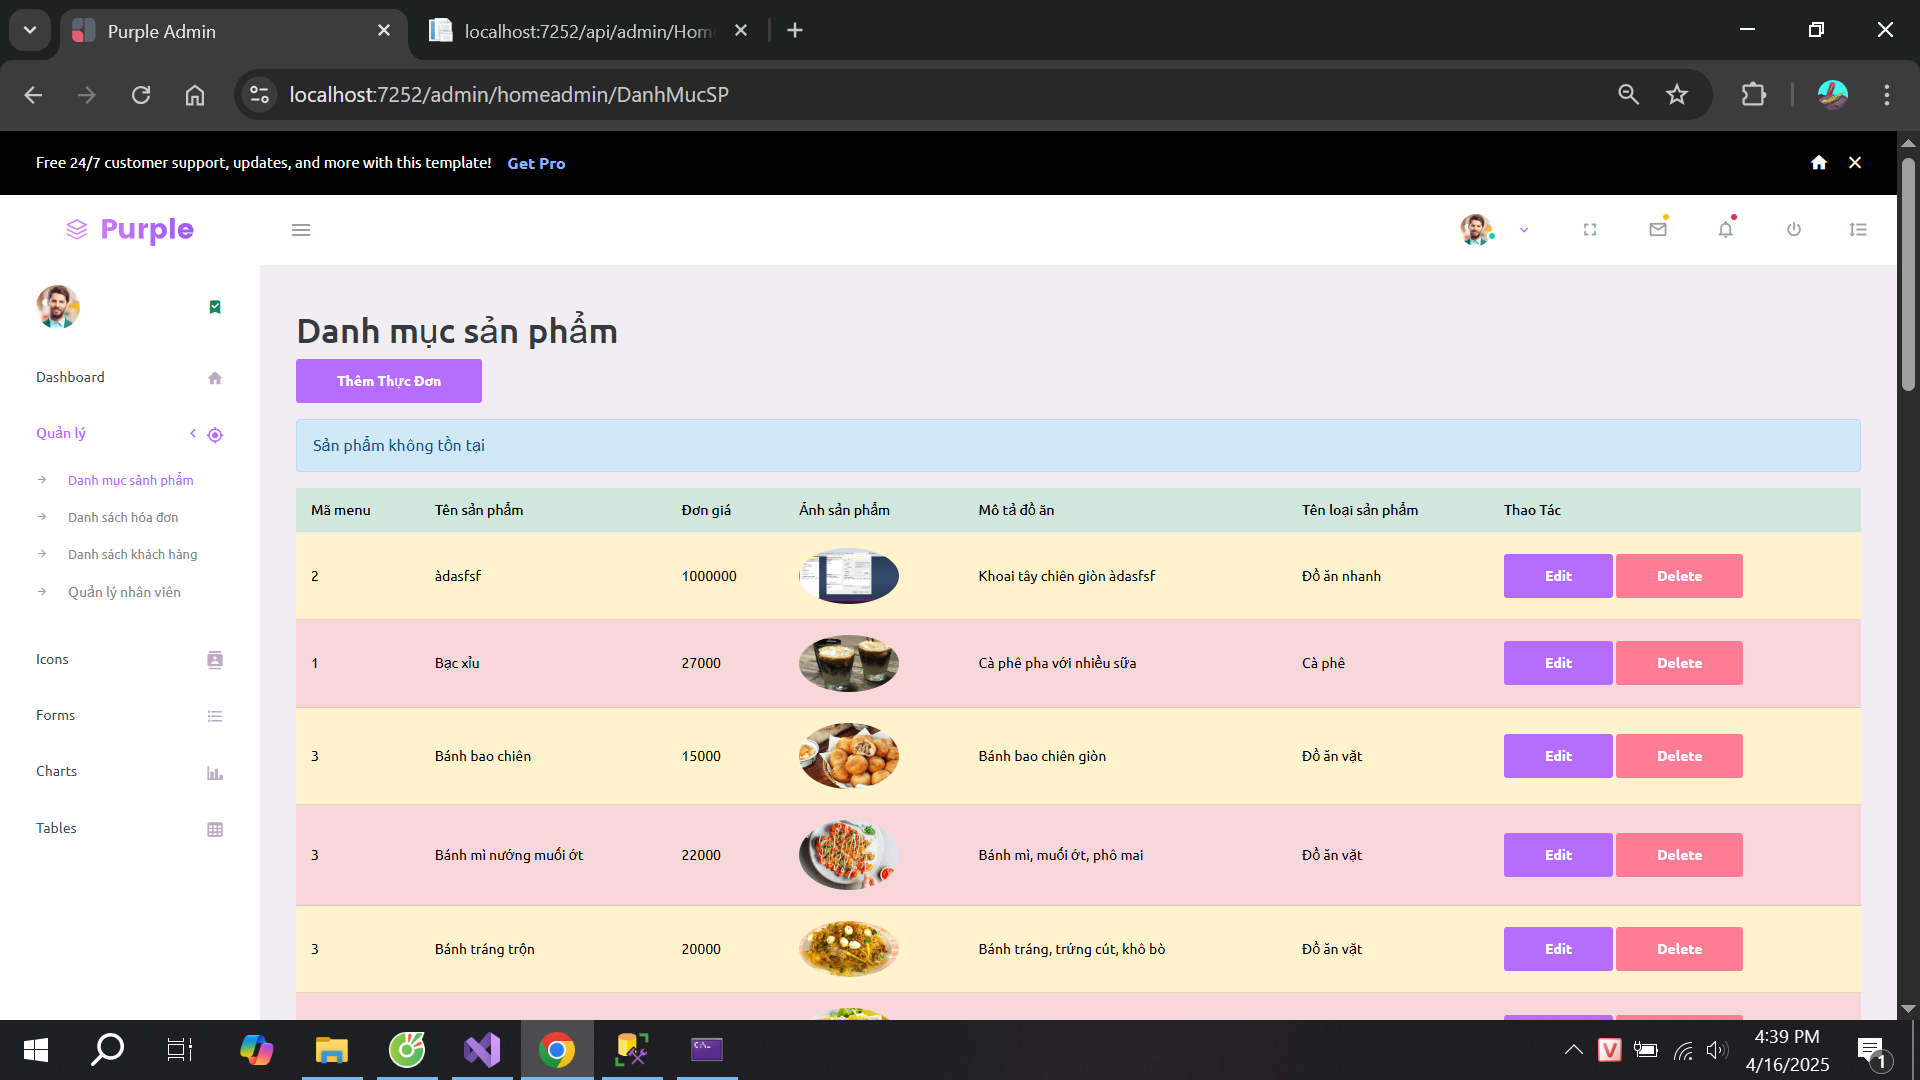 Purple Admin
localhost:7252/api/admin/Hom
localhost:7252/admin/homeadmin/DanhMucSP
Free 24/7 customer support, updates, and more with this template! Get Pro
Purple
Dashboard
Quản lý
Danh mục sảnh phẩm
Danh sách hóa đơn
Danh sách khách hàng
Quản lý nhân viên
Icons
Forms
Charts
Tables
Danh mục sản phẩm
Thêm Thực Đơn
Sản phẩm không tồn tại
Mã menu Tên sản phẩm Đơn giá Ảnh sản phẩm Mô tả đồ ăn Tên loại sản phẩm Thao Tác
2 àdasfsf 1000000 Khoai tây chiên giòn àdasfsf Đồ ăn nhanh Edit Delete
1 Bạc xỉu 27000 Cà phê pha với nhiều sữa Cà phê Edit Delete
3 Bánh bao chiên 15000 Bánh bao chiên giòn Đồ ăn vặt Edit Delete
3 Bánh mì nướng muối ớt 22000 Bánh mì, muối ớt, phô mai Đồ ăn vặt Edit Delete
3 Bánh tráng trộn 20000 Bánh tráng, trứng cút, khô bò Đồ ăn vặt Edit Delete
V
4:39 PM
4/16/2025
1